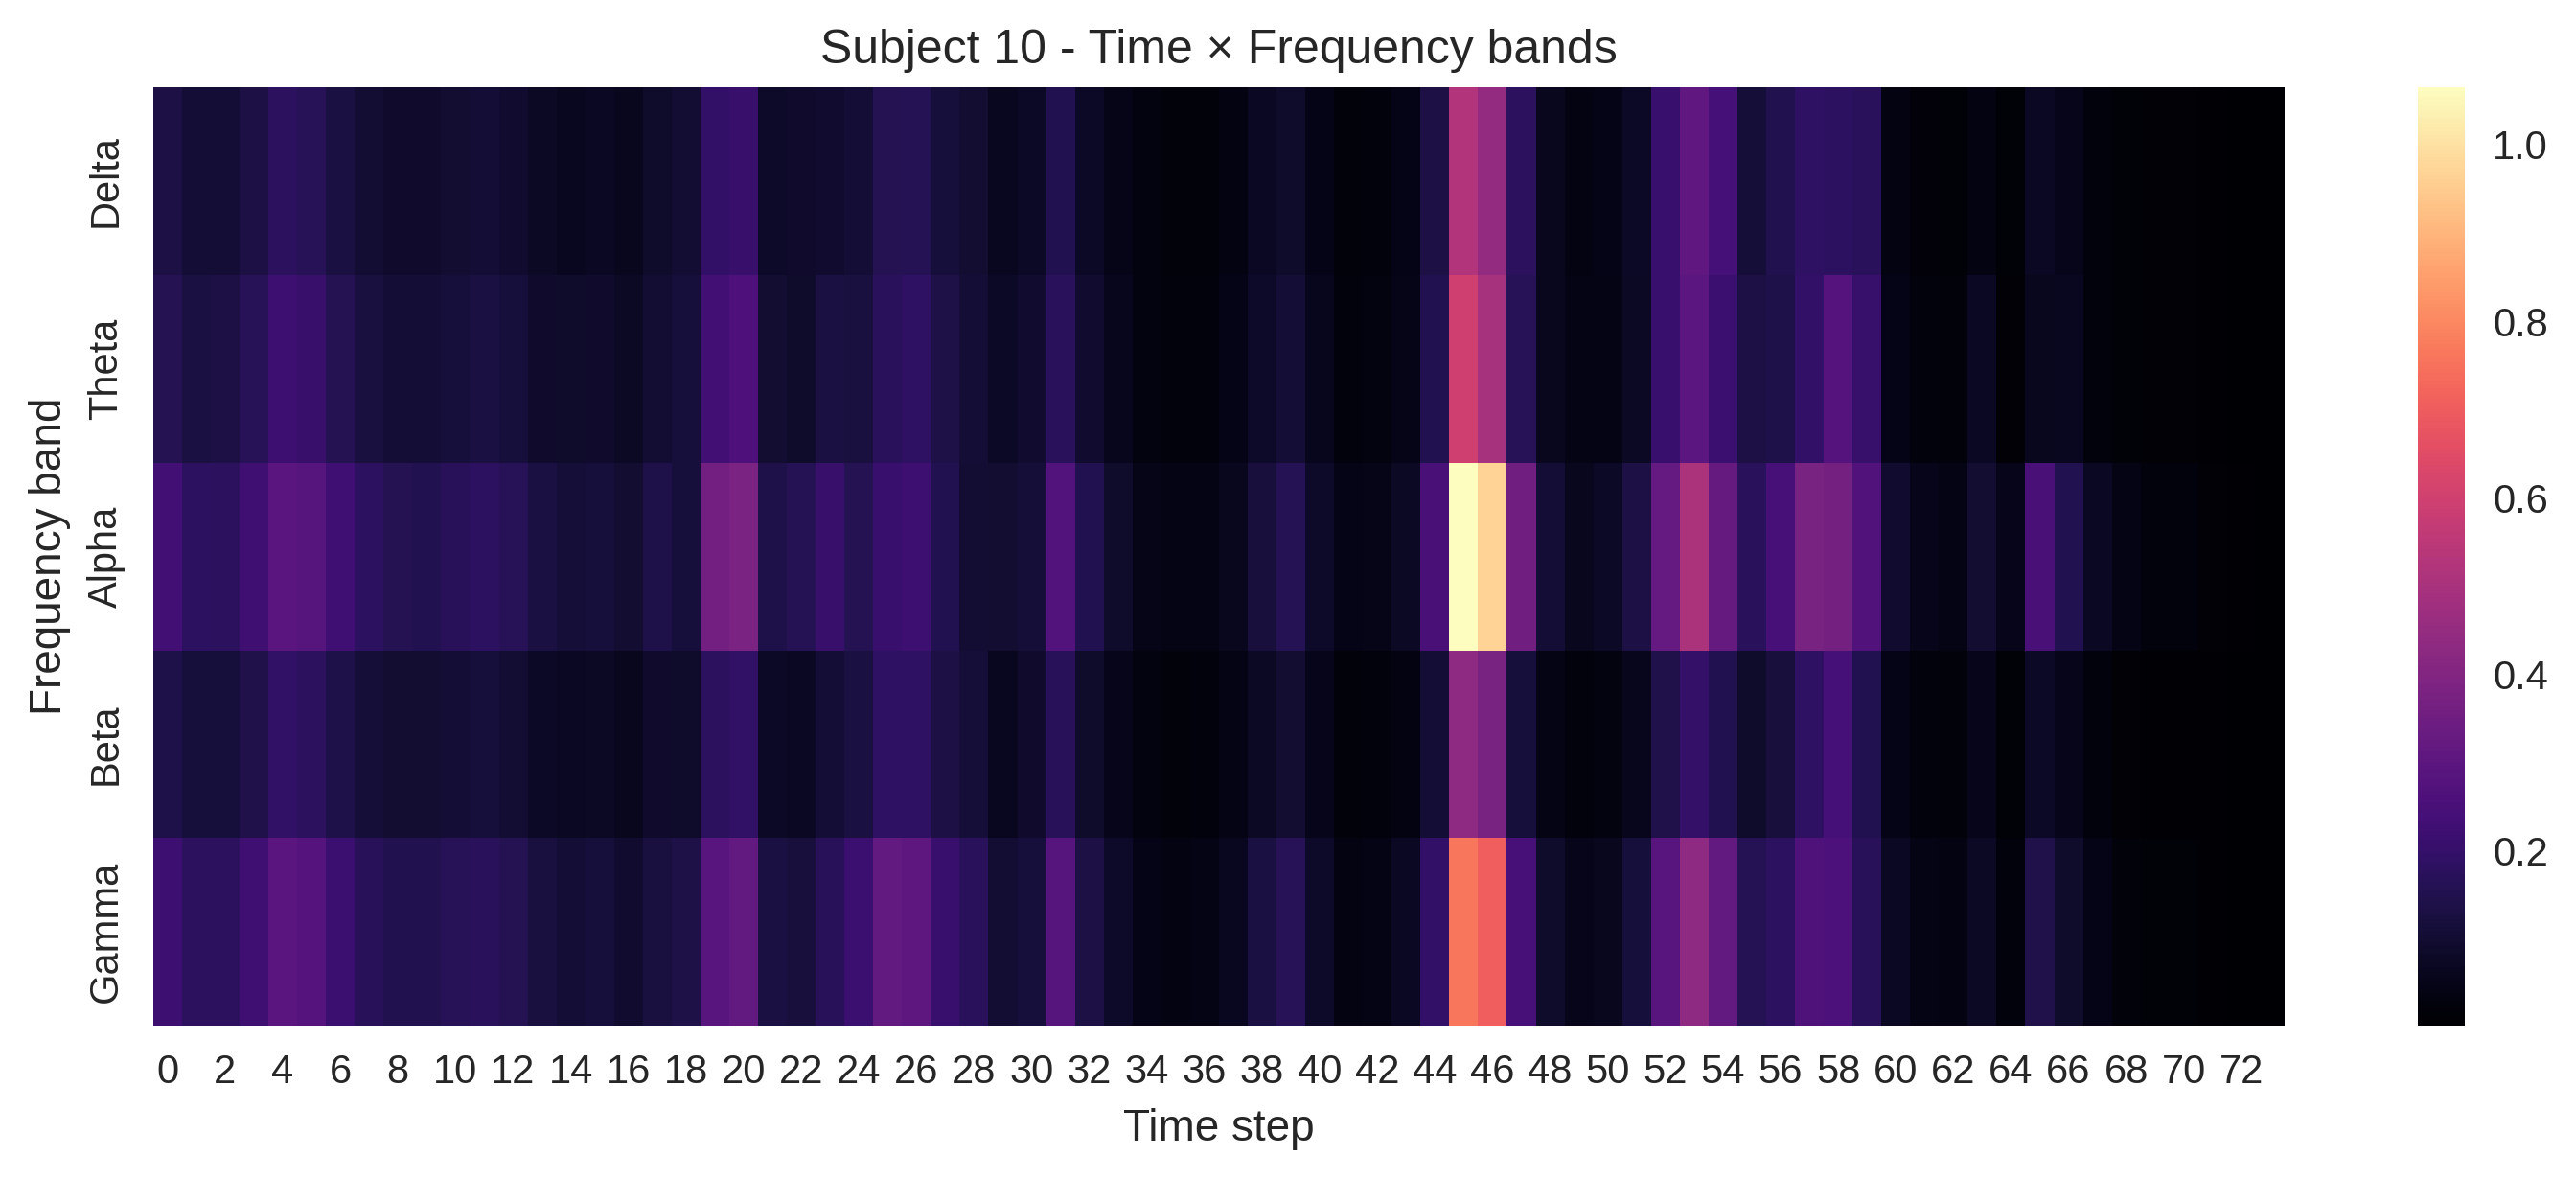 Subject 10 - Time × Frequency bands
Frequency band
Delta
Theta
Alpha
Beta
Gamma
0 2 4 6 8 10 12 14 16 18 20 22 24 26 28 30 32 34 36 38 40 42 44 46 48 50 52 54 56 58 60 62 64 66 68 70 72
Time step
1.0
0.8
0.6
0.4
0.2